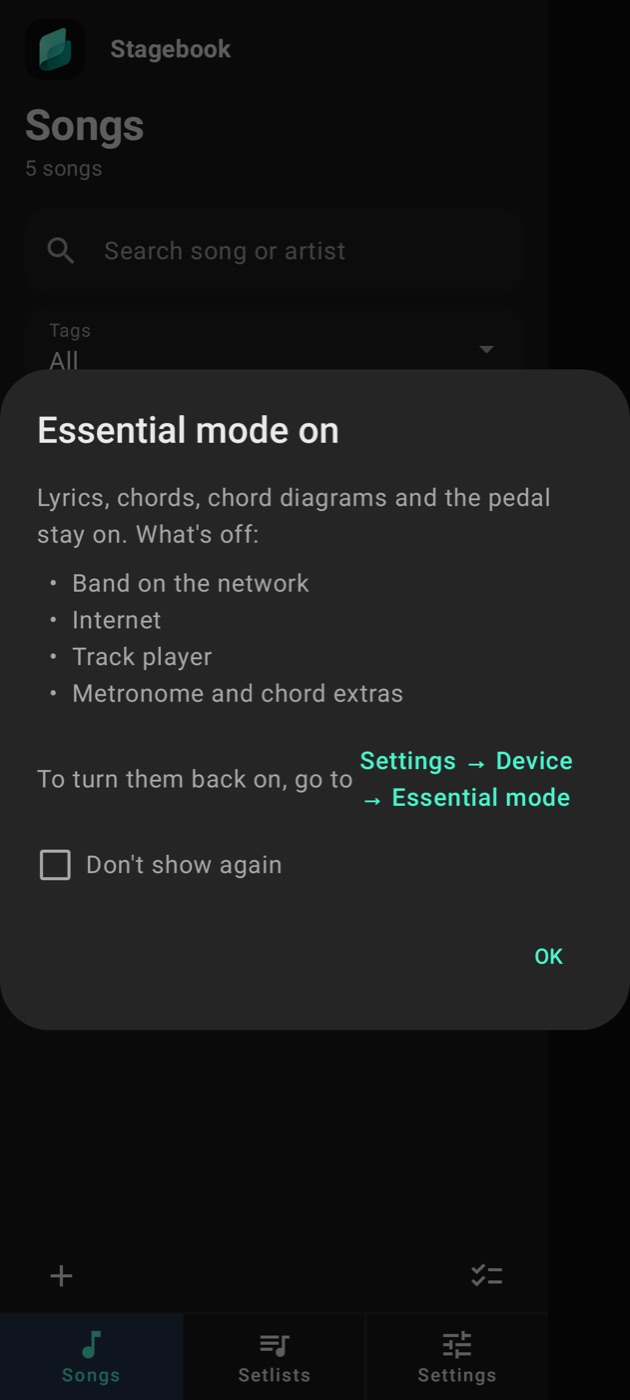 Stagebook
Songs
5 songs
Search song or artist
Tags
All
Essential mode on
Lyrics, chords, chord diagrams and the pedal
stay on. What's off:
• Band on the network
• Internet
• Track player
• Metronome and chord extras
To turn them back on, go to Settings → Device
→ Essential mode
Don't show again
OK
Songs
Setlists
Settings